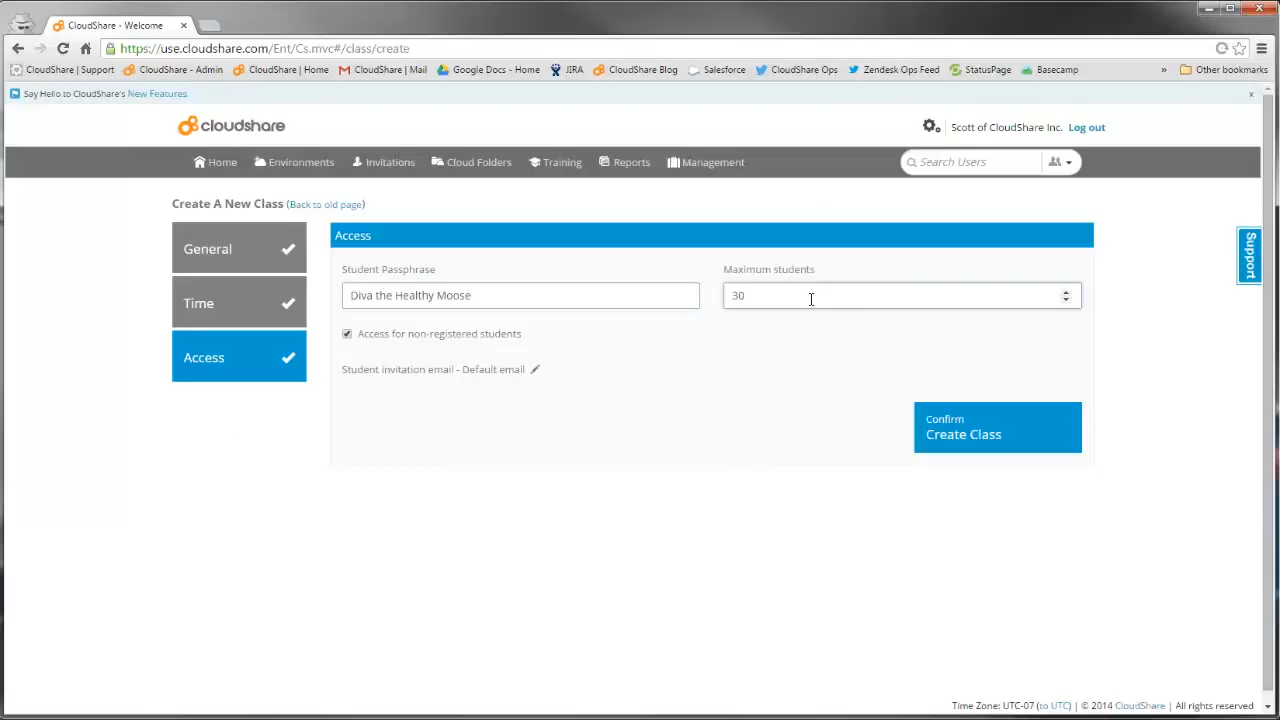 CloudShare - Welcome
https://use.cloudshare.com/Ent/Cs.mvc#/class/create
CloudShare | Support CloudShare - Admin CloudShare | Home CloudShare | Mail Google Docs - Home JIRA CloudShare Blog Salesforce CloudShare Ops Zendesk Ops Feed StatusPage Basecamp » Other bookmarks
Say Hello to CloudShare's New Features x
cloudshare Scott of CloudShare Inc. Log out
Home Environments Invitations Cloud Folders Training Reports Management Search Users
Create A New Class (Back to old page)
General
Time
Access
Access
Student Passphrase Maximum students
Diva the Healthy Moose 30
Access for non-registered students
Student invitation email - Default email
Confirm
Create Class
Support
Time Zone: UTC-07 (to UTC) | © 2014 CloudShare | All rights reserved